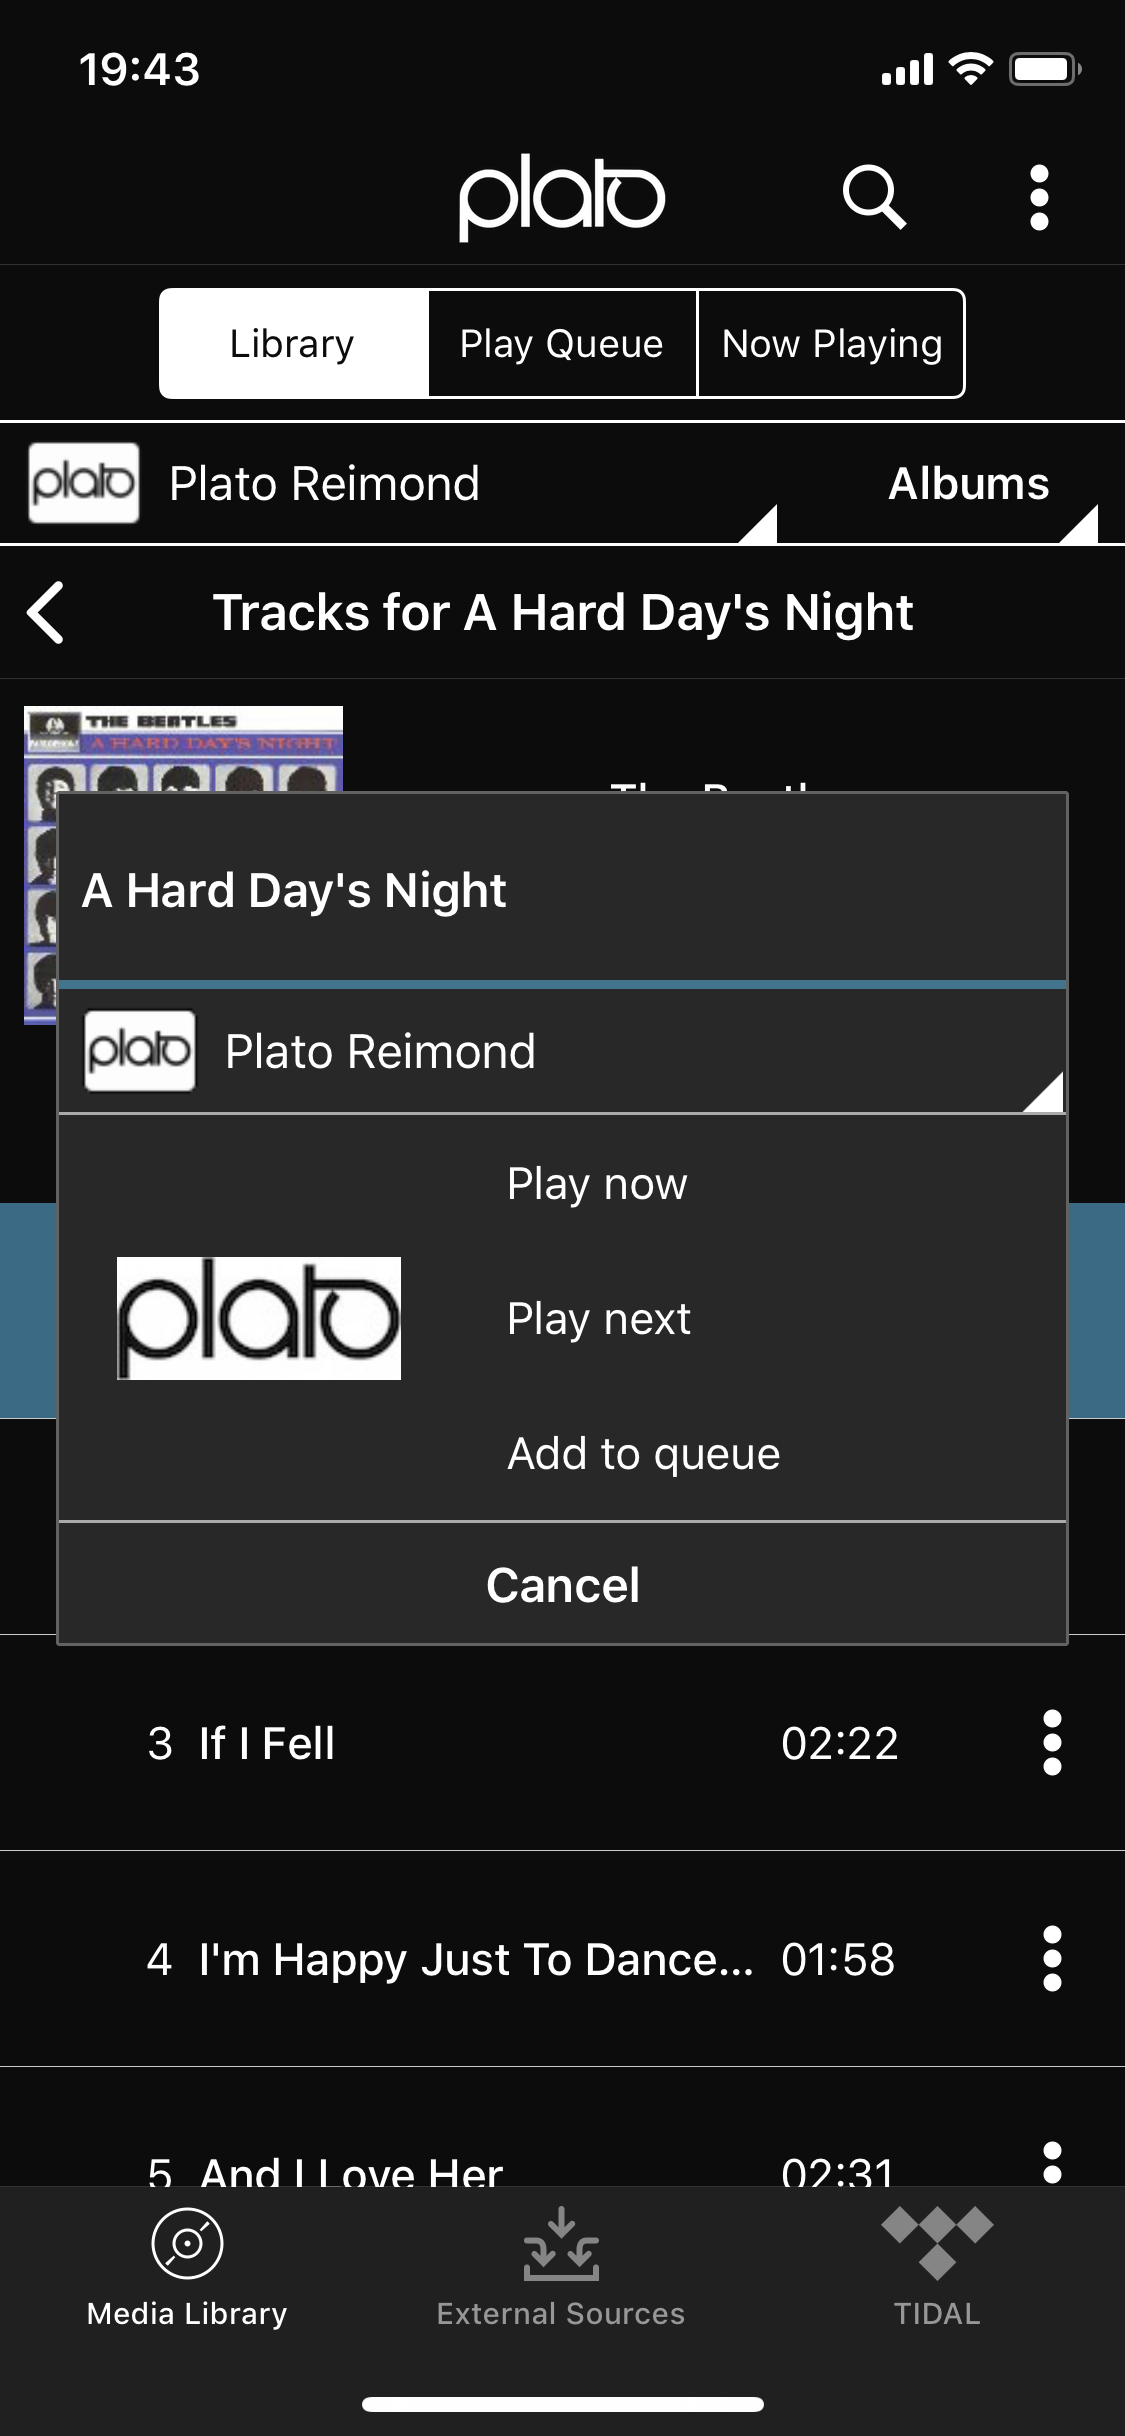 19:43
plato
Library
Play Queue
Now Playing
plato Plato Reimond
Albums
Tracks for A Hard Day's Night
THE BEATLES
A HARD DAY'S NIGHT
A Hard Day's Night
plato Plato Reimond
Play now
plato
Play next
Add to queue
Cancel
3 If I Fell 02:22
4 I'm Happy Just To Dance... 01:58
5 And I Love Her 02:31
Media Library
External Sources
TIDAL